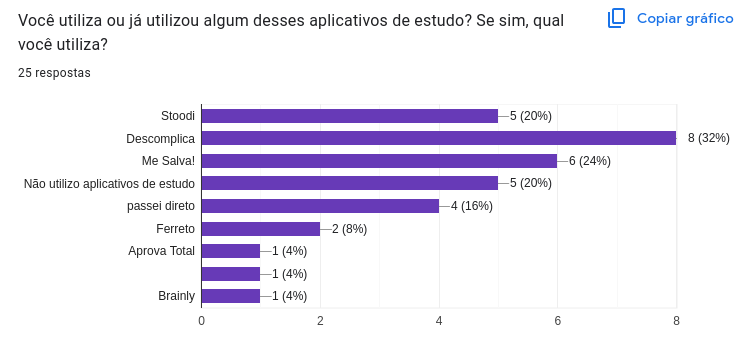 Você utiliza ou já utilizou algum desses aplicativos de estudo? Se sim, qual
você utiliza?
Copiar gráfico
25 respostas
Stoodi 5 (20%)
Descomplica 8 (32%)
Me Salva! 6 (24%)
Não utilizo aplicativos de estudo 5 (20%)
passei direto 4 (16%)
Ferreto 2 (8%)
Aprova Total 1 (4%)
1 (4%)
Brainly 1 (4%)
0 2 4 6 8